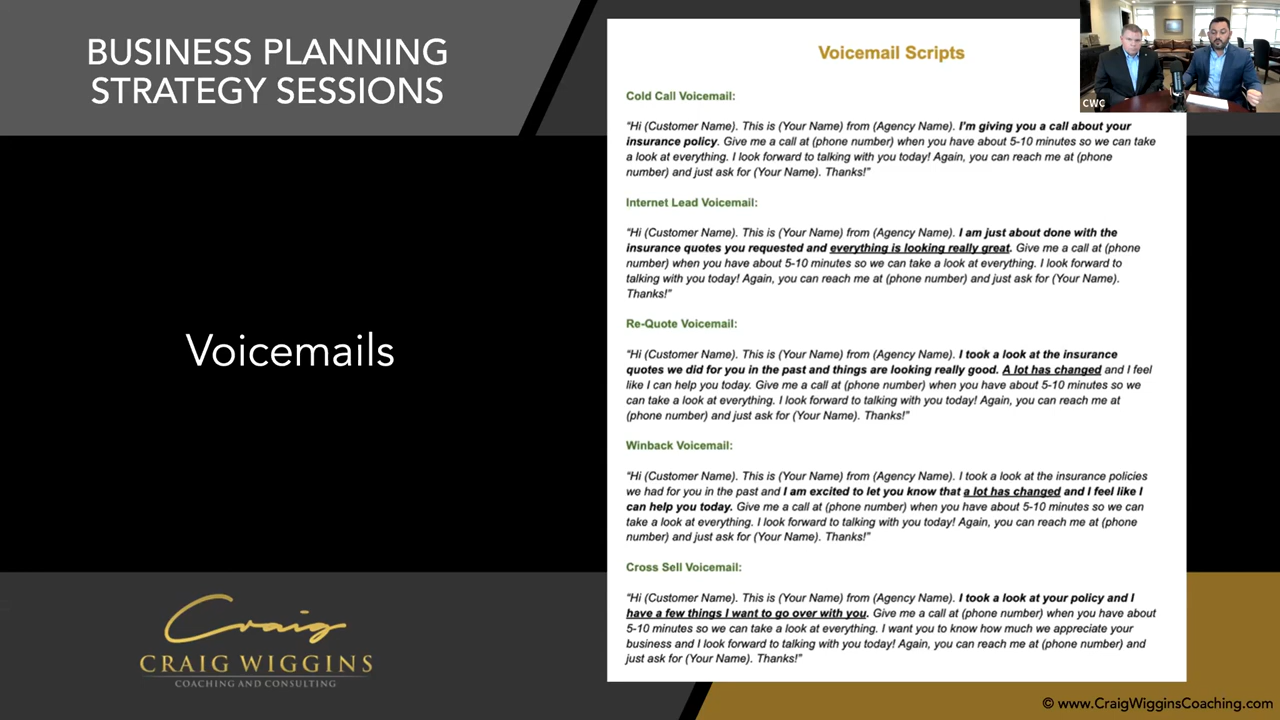 BUSINESS PLANNING
STRATEGY SESSIONS
Voicemails
Craig
CRAIG WIGGINS
COACHING AND CONSULTING
Voicemail Scripts
Cold Call Voicemail:
“Hi (Customer Name). This is (Your Name) from (Agency Name). I’m giving you a call about your
insurance policy. Give me a call at (phone number) when you have about 5-10 minutes so we can take
a look at everything. I look forward to talking with you today! Again, you can reach me at (phone
number) and just ask for (Your Name). Thanks!”
Internet Lead Voicemail:
“Hi (Customer Name). This is (Your Name) from (Agency Name). I am just about done with the
insurance quotes you requested and everything is looking really great. Give me a call at (phone
number) when you have about 5-10 minutes so we can take a look at everything. I look forward to
talking with you today! Again, you can reach me at (phone number) and just ask for (Your Name).
Thanks!”
Re-Quote Voicemail:
“Hi (Customer Name). This is (Your Name) from (Agency Name). I took a look at the insurance
quotes we did for you in the past and things are looking really good. A lot has changed and I feel
like I can help you today. Give me a call at (phone number) when you have about 5-10 minutes so we
can take a look at everything. I look forward to talking with you today! Again, you can reach me at
(phone number) and just ask for (Your Name). Thanks!”
Winback Voicemail:
“Hi (Customer Name). This is (Your Name) from (Agency Name). I took a look at the insurance policies
we had for you in the past and I am excited to let you know that a lot has changed and I feel like I
can help you today. Give me a call at (phone number) when you have about 5-10 minutes so we can
take a look at everything. I look forward to talking with you today! Again, you can reach me at (phone
number) and just ask for (Your Name). Thanks!”
Cross Sell Voicemail:
“Hi (Customer Name). This is (Your Name) from (Agency Name). I took a look at your policy and I
have a few things I want to go over with you. Give me a call at (phone number) when you have about
5-10 minutes so we can take a look at everything. I want you to know how much we appreciate your
business and I look forward to talking with you today! Again, you can reach me at (phone number) and
just ask for (Your Name). Thanks!”
CWC
© www.CraigWigginsCoaching.com